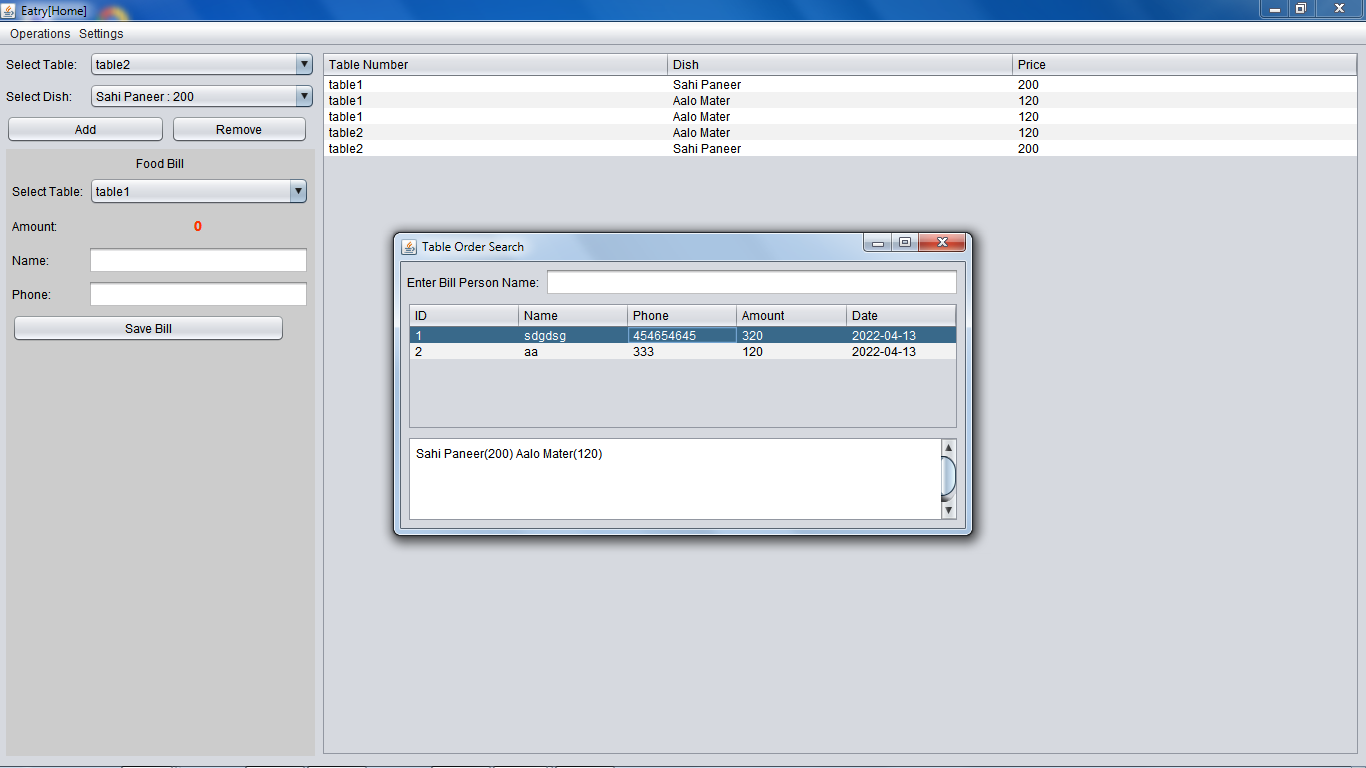 Eatry[Home]
Operations Settings
Select Table: table2
Select Dish: Sahi Paneer : 200
Add Remove
Food Bill
Select Table: table1
Amount: 0
Name:
Phone:
Save Bill
Table Number Dish Price
table1 Sahi Paneer 200
table1 Aalo Mater 120
table1 Aalo Mater 120
table2 Aalo Mater 120
table2 Sahi Paneer 200
Table Order Search
Enter Bill Person Name:
ID Name Phone Amount Date
1 sdgdsg 454654645 320 2022-04-13
2 aa 333 120 2022-04-13
Sahi Paneer(200) Aalo Mater(120)